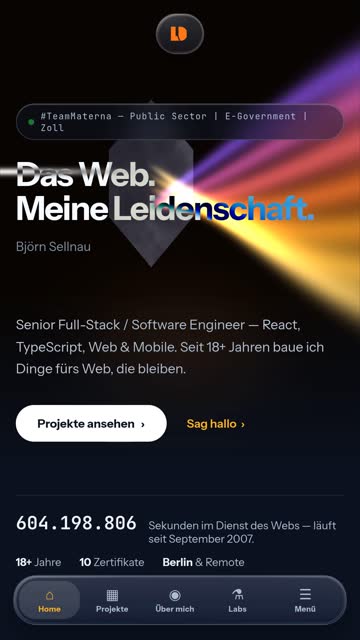 #TeamMaterna — Public Sector | E-Government |
Zoll
Das Web.
Meine Leidenschaft.
Björn Sellnau
Senior Full-Stack / Software Engineer — React,
TypeScript, Web & Mobile. Seit 18+ Jahren baue ich
Dinge fürs Web, die bleiben.
Projekte ansehen ›
Sag hallo ›
604.198.806 Sekunden im Dienst des Webs — läuft
seit September 2007.
18+ Jahre 10 Zertifikate Berlin & Remote
Home Projekte Über mich Labs Menü